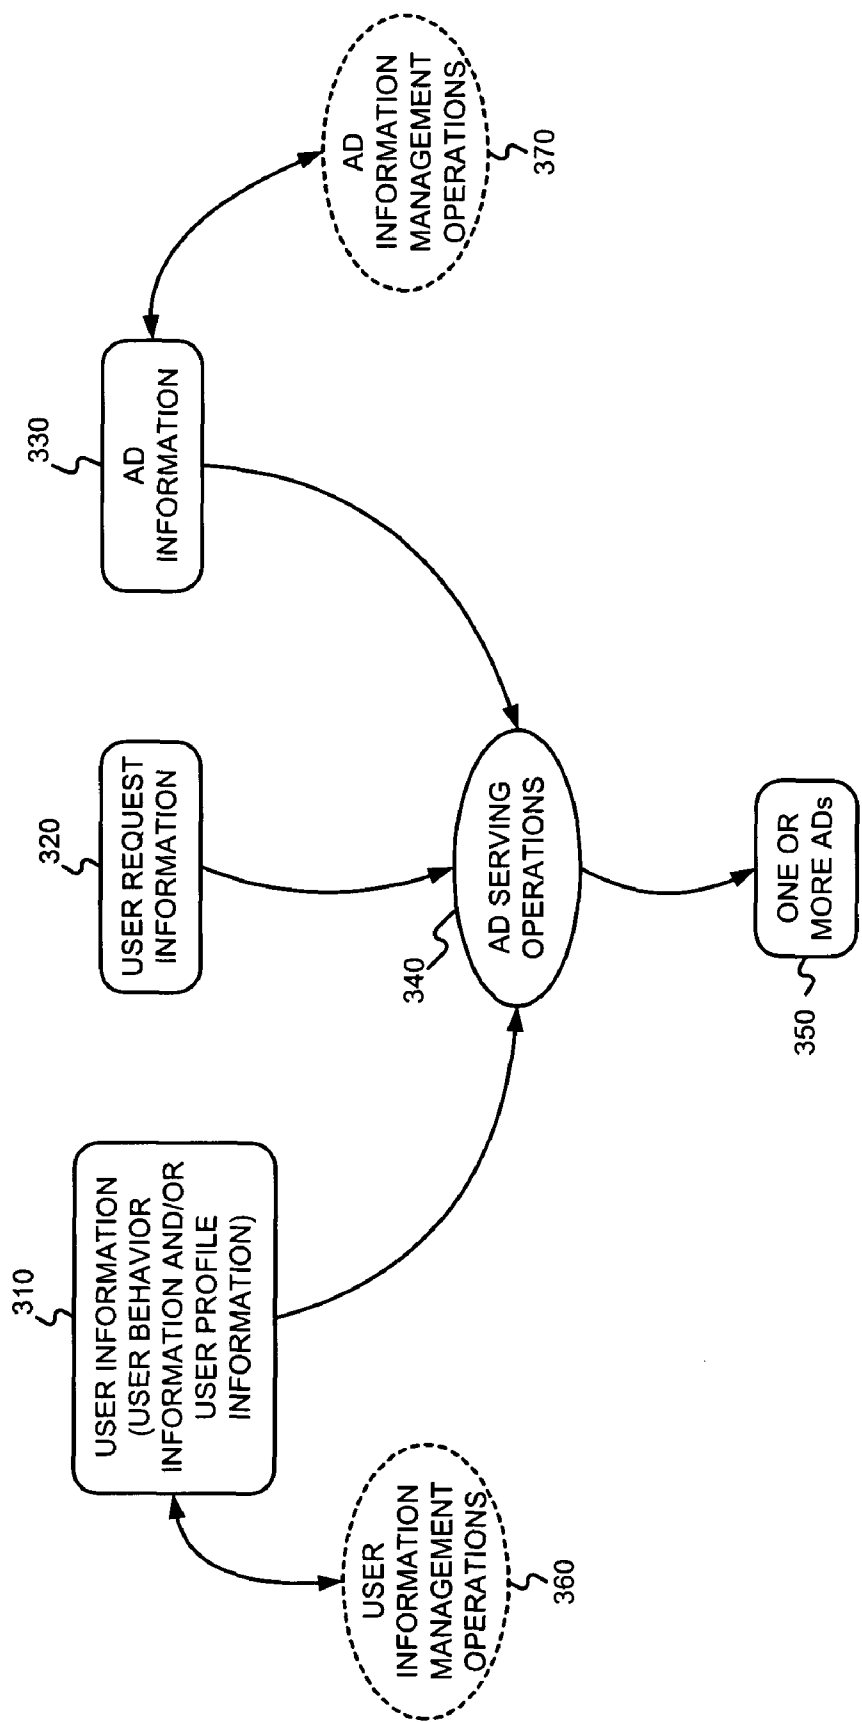 310
USER INFORMATION
(USER BEHAVIOR
INFORMATION AND/OR
USER PROFILE
INFORMATION)
320
USER REQUEST
INFORMATION
330
AD
INFORMATION
USER
INFORMATION
MANAGEMENT
OPERATIONS
360
340
AD SERVING
OPERATIONS
AD
INFORMATION
MANAGEMENT
OPERATIONS
370
350
ONE OR
MORE ADs